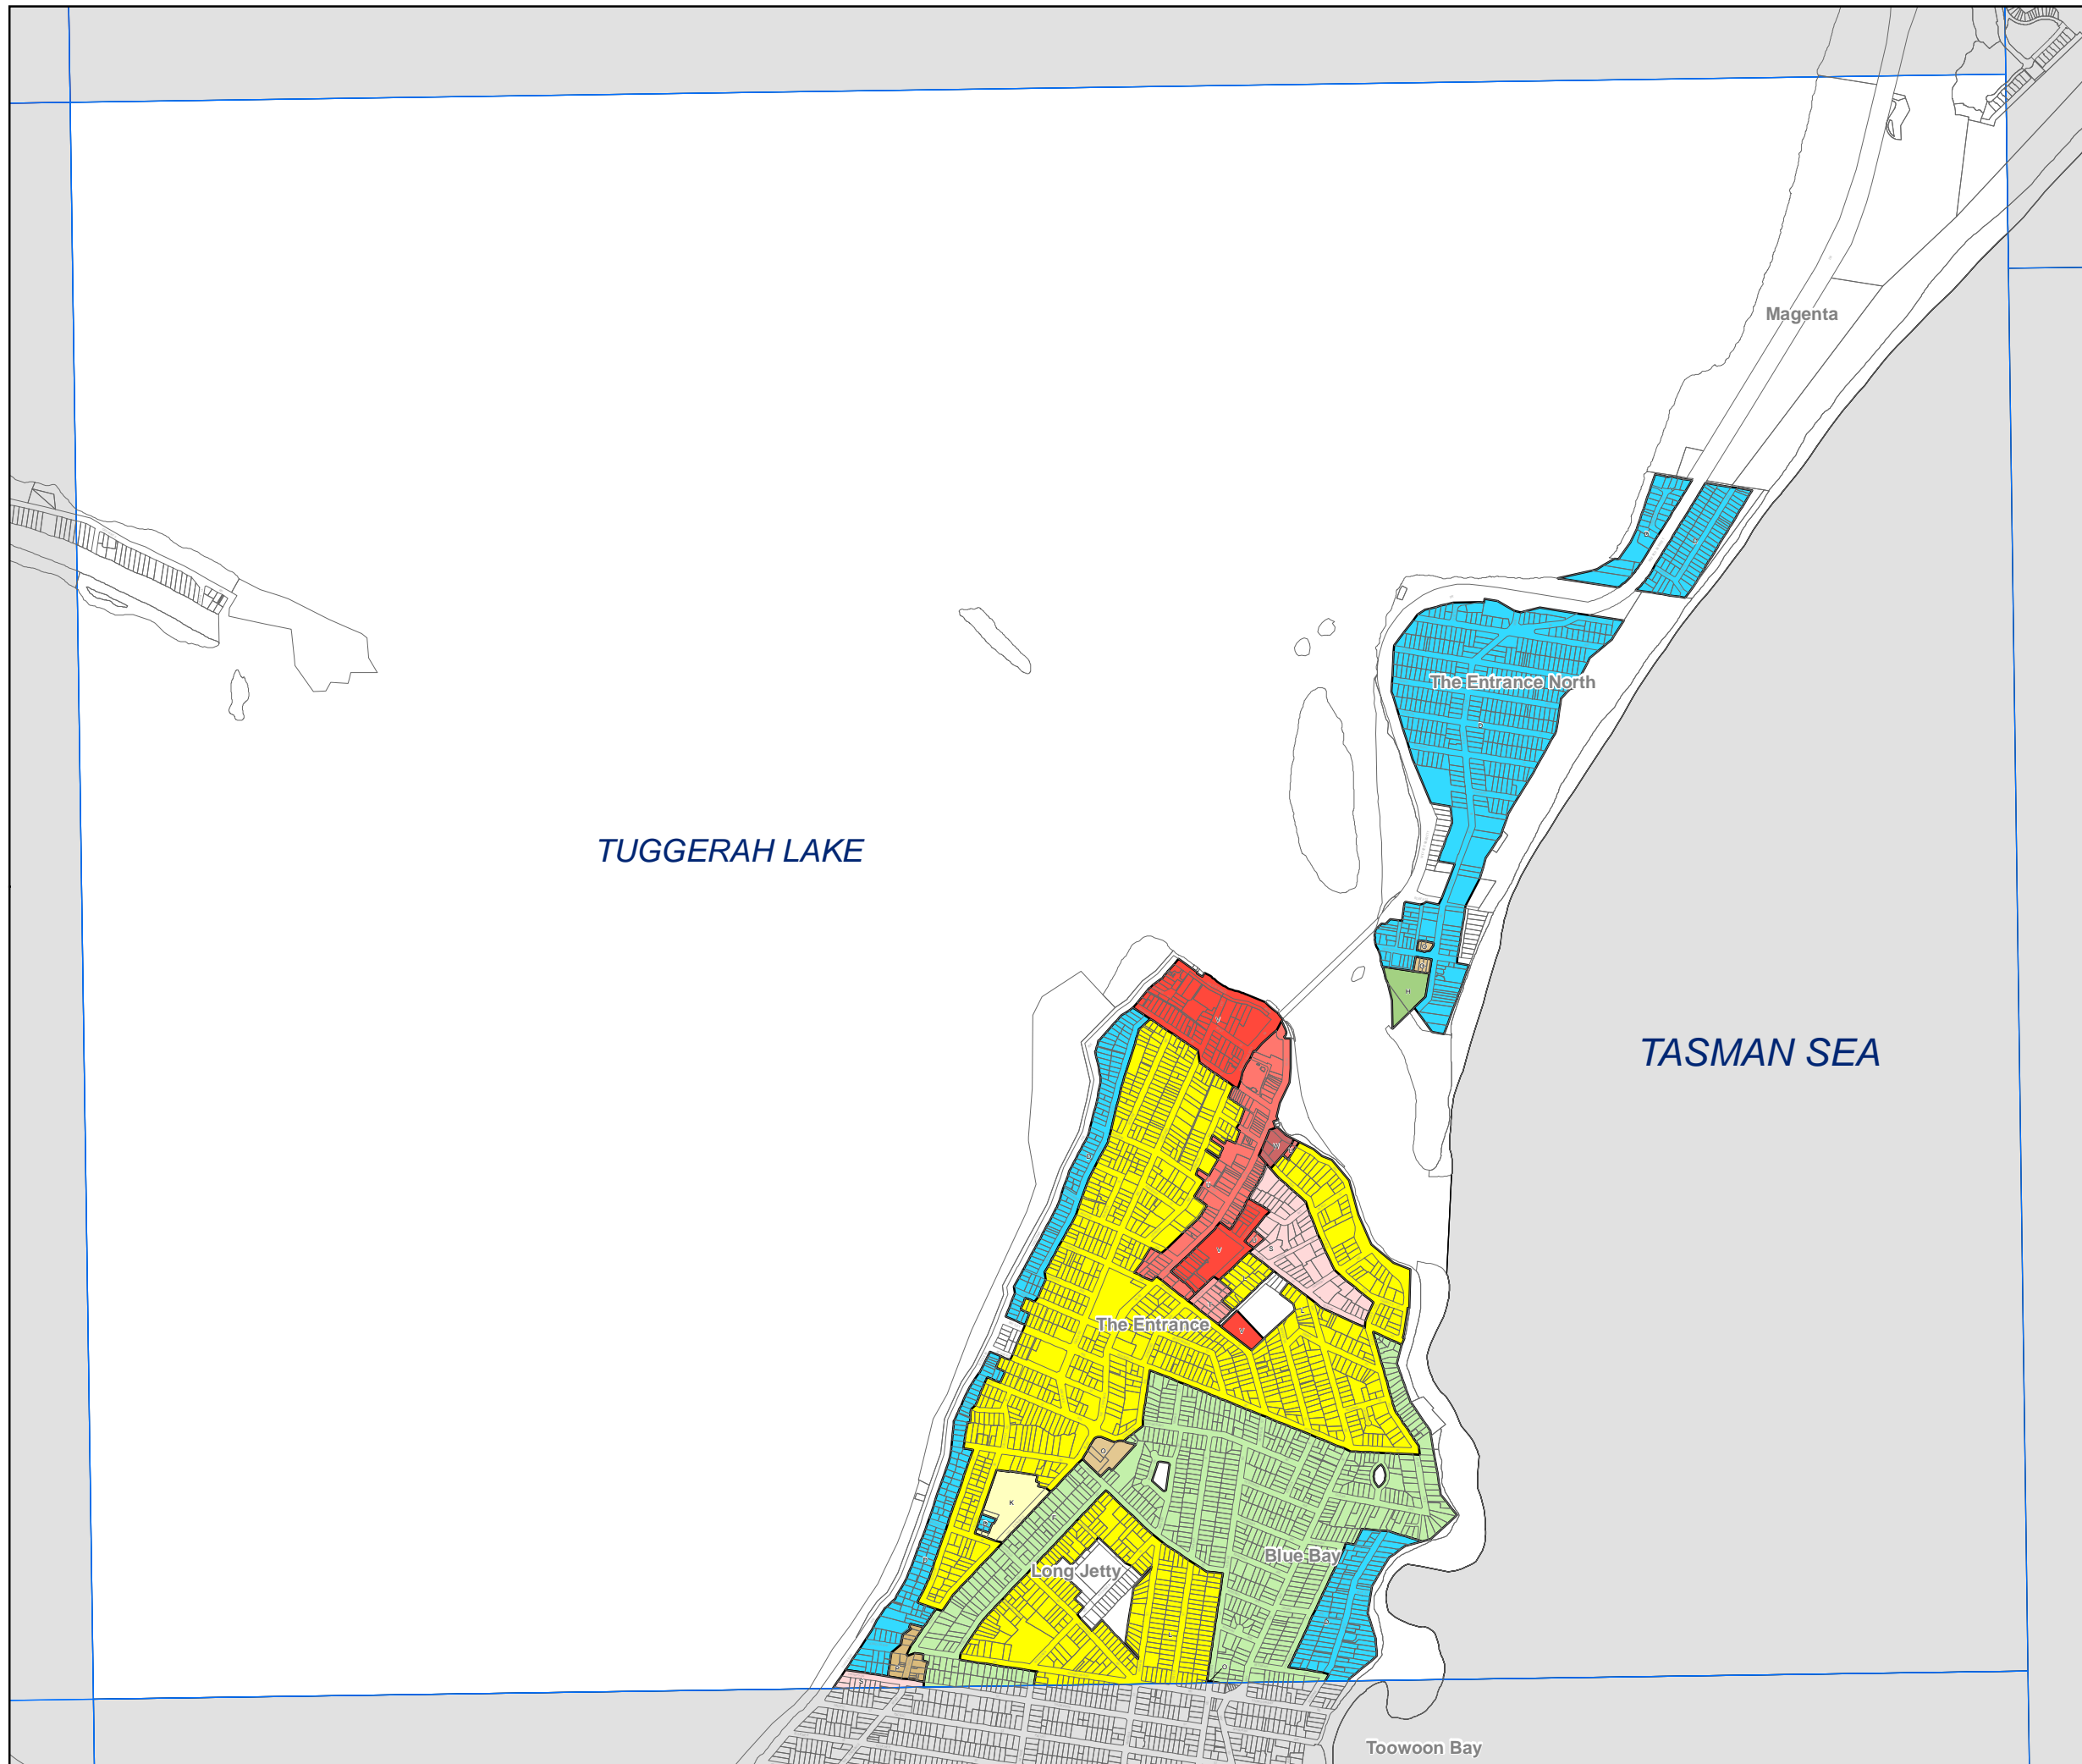 Magenta
The Entrance North
TUGGERAH LAKE
H
TASMAN SEA
S
The Entrance
K
Blue Bay
Long Jetty
Toowoon Bay